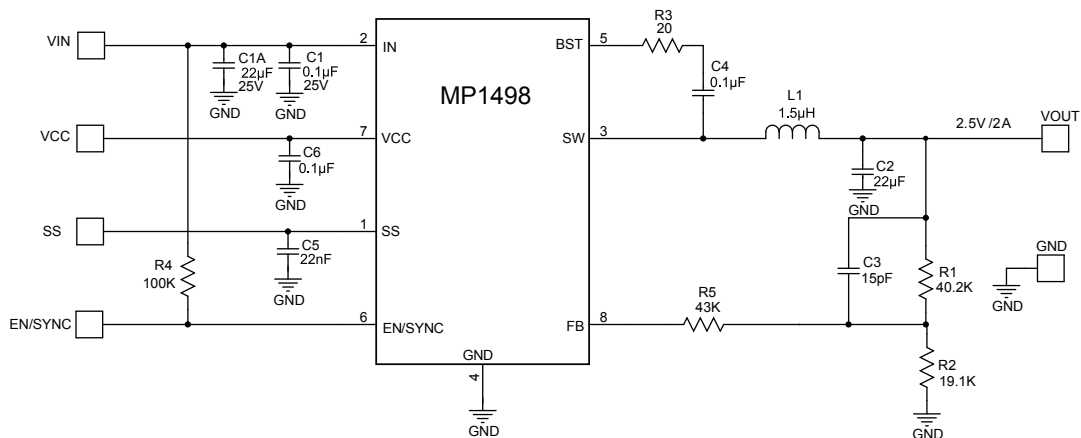 VIN
2
IN
C1A
22µF
25V
GND
C1
0.1µF
25V
GND
MP1498
BST
5
R3
20
C4
0.1µF
VCC
7
VCC
C6
0.1µF
GND
SW
3
L1
1.5µH
2.5V/2A
VOUT
C2
22µF
GND
SS
1
SS
C5
22nF
GND
R4
100K
C3
15pF
R1
40.2K
GND
GND
EN/SYNC
6
EN/SYNC
FB
8
R5
43K
R2
19.1K
GND
GND
4
GND